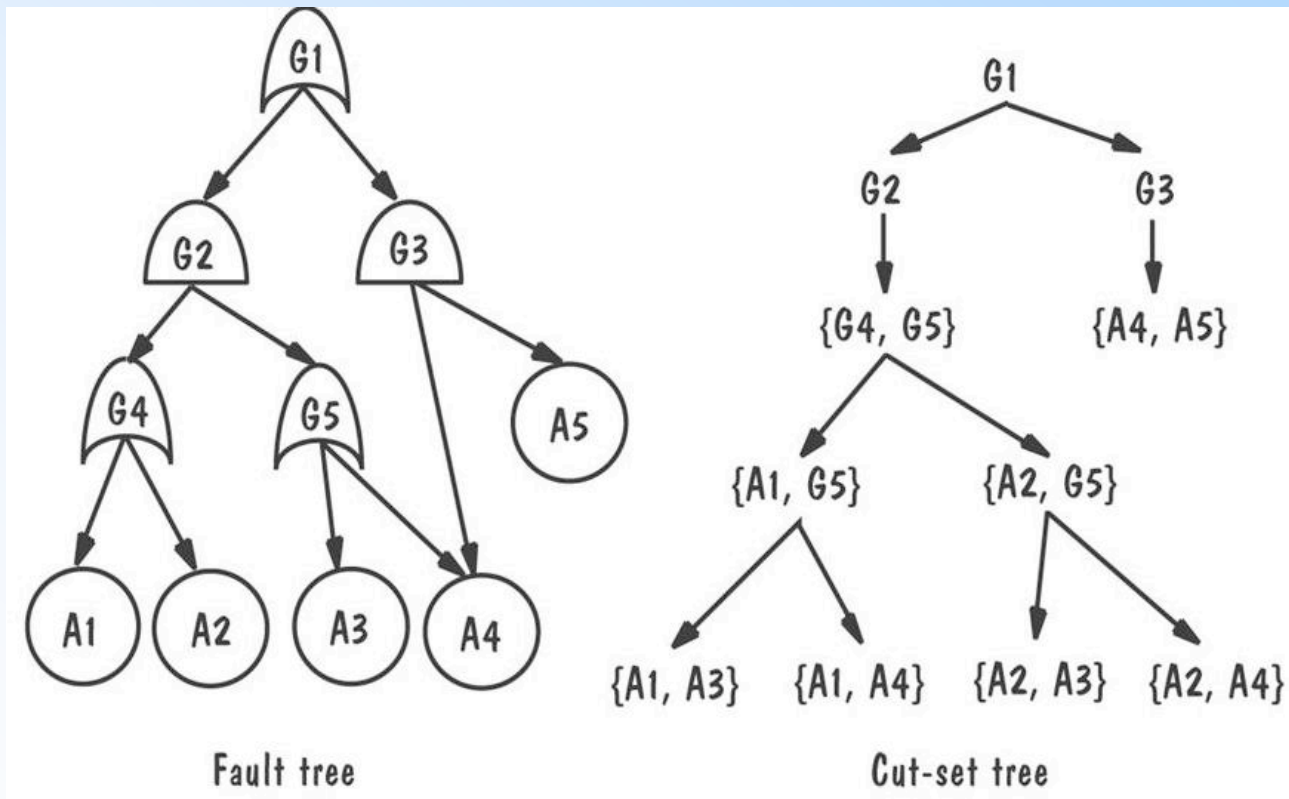 G1
G2
G3
G4
G5
A5
A1
A2
A3
A4
Fault tree
G1
G2
G3
{G4, G5}
{A4, A5}
{A1, G5}
{A2, G5}
{A1, A3}
{A1, A4}
{A2, A3}
{A2, A4}
Cut-set tree